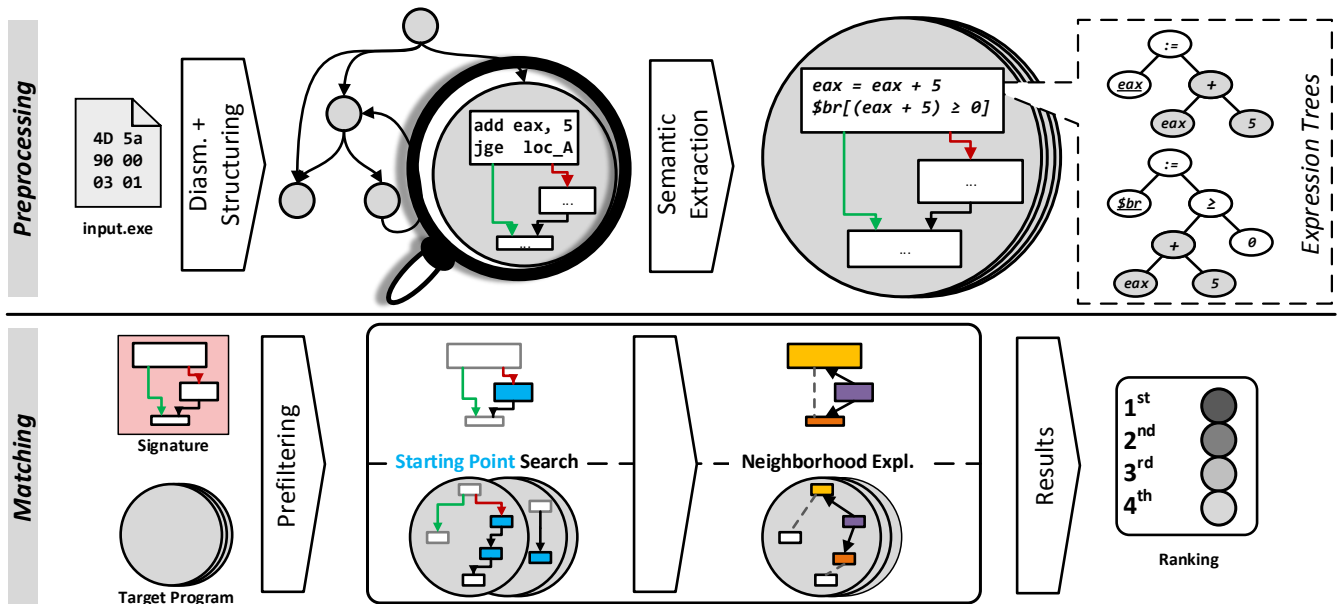 Preprocessing
4D 5a
90 00
03 01
input.exe
Diasm. +
Structuring
add eax, 5
jge loc_A
...
...
Semantic
Extraction
eax = eax + 5
$br[(eax + 5) ≥ 0]
...
...
:=
eax
+
eax
5
:=
$br
≥
+
0
eax
5
Expression Trees
Matching
Signature
Target Program
Prefiltering
Starting Point Search
Neighborhood Expl.
Results
1st
2nd
3rd
4th
Ranking